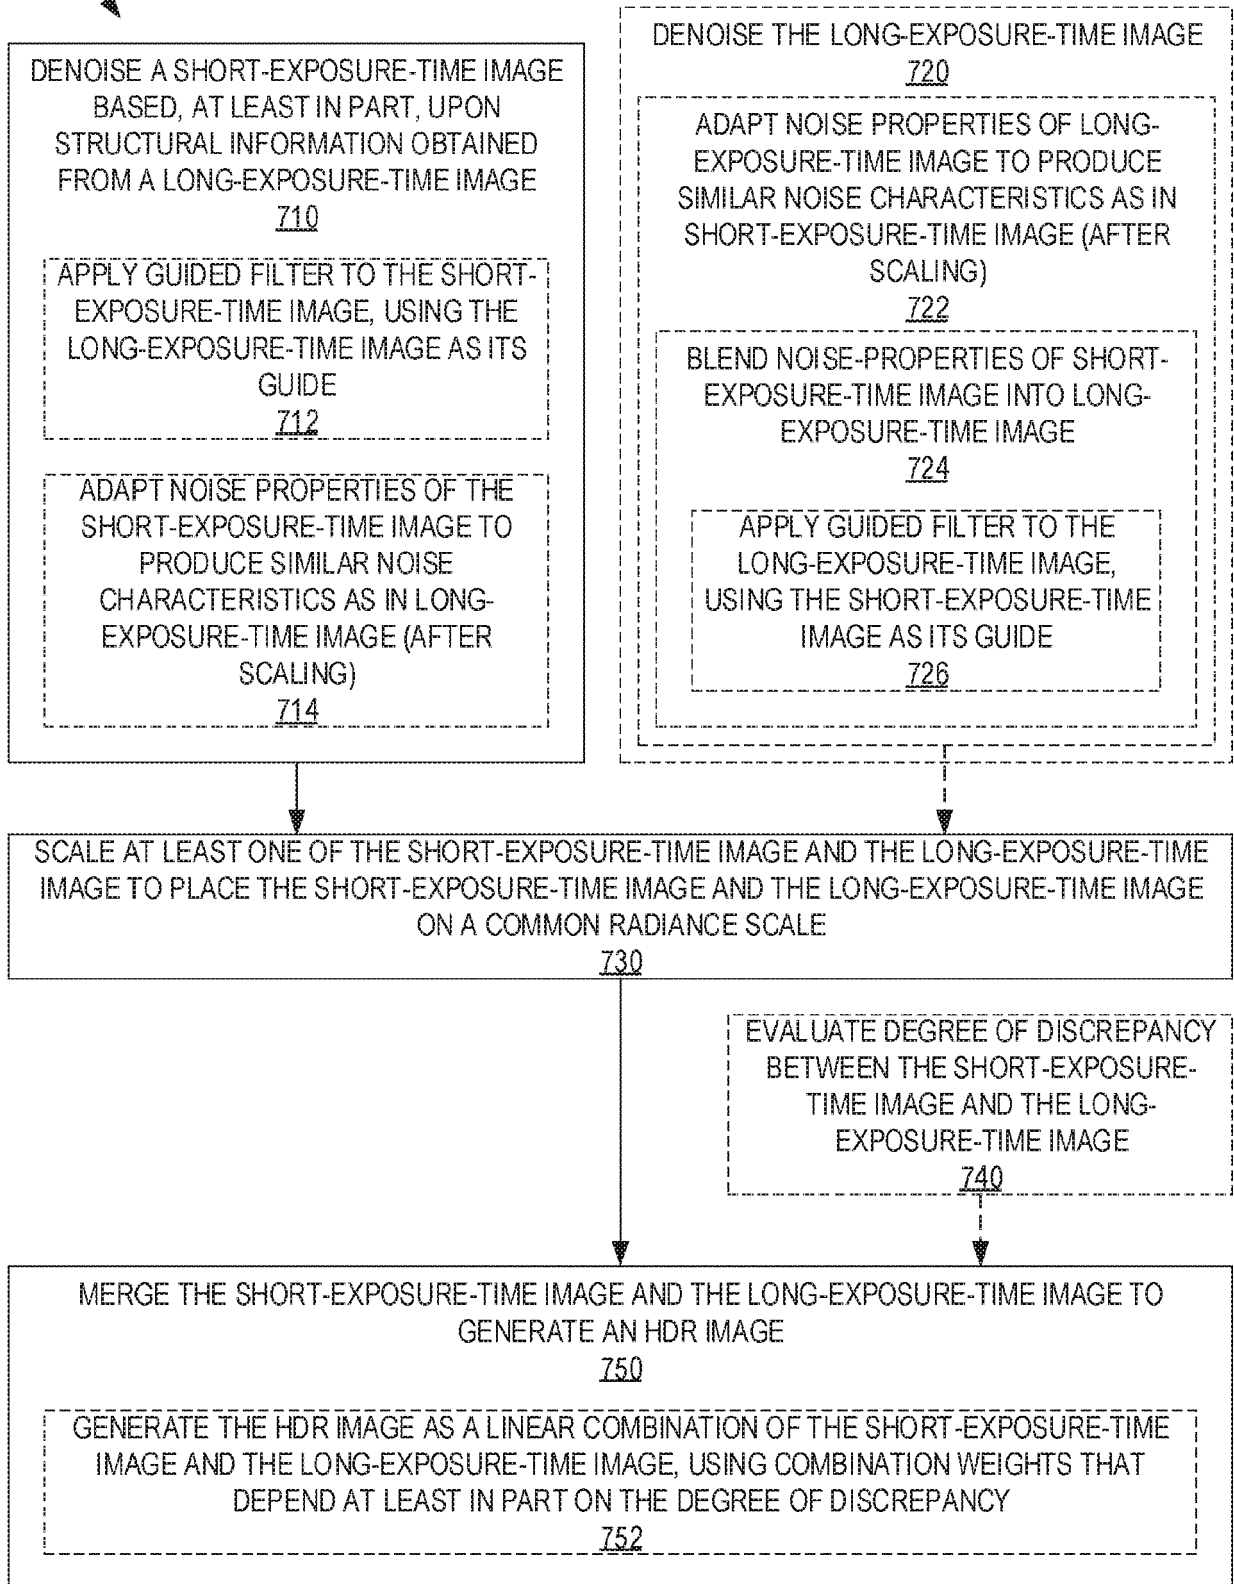 DENOISE A SHORT-EXPOSURE-TIME IMAGE
BASED, AT LEAST IN PART, UPON
STRUCTURAL INFORMATION OBTAINED
FROM A LONG-EXPOSURE-TIME IMAGE
710
APPLY GUIDED FILTER TO THE SHORT-
EXPOSURE-TIME IMAGE, USING THE
LONG-EXPOSURE-TIME IMAGE AS ITS
GUIDE
712
ADAPT NOISE PROPERTIES OF THE
SHORT-EXPOSURE-TIME IMAGE TO
PRODUCE SIMILAR NOISE
CHARACTERISTICS AS IN LONG-
EXPOSURE-TIME IMAGE (AFTER
SCALING)
714
DENOISE THE LONG-EXPOSURE-TIME IMAGE
720
ADAPT NOISE PROPERTIES OF LONG-
EXPOSURE-TIME IMAGE TO PRODUCE
SIMILAR NOISE CHARACTERISTICS AS IN
SHORT-EXPOSURE-TIME IMAGE (AFTER
SCALING)
722
BLEND NOISE-PROPERTIES OF SHORT-
EXPOSURE-TIME IMAGE INTO LONG-
EXPOSURE-TIME IMAGE
724
APPLY GUIDED FILTER TO THE
LONG-EXPOSURE-TIME IMAGE,
USING THE SHORT-EXPOSURE-TIME
IMAGE AS ITS GUIDE
726
SCALE AT LEAST ONE OF THE SHORT-EXPOSURE-TIME IMAGE AND THE LONG-EXPOSURE-TIME
IMAGE TO PLACE THE SHORT-EXPOSURE-TIME IMAGE AND THE LONG-EXPOSURE-TIME IMAGE
ON A COMMON RADIANCE SCALE
730
EVALUATE DEGREE OF DISCREPANCY
BETWEEN THE SHORT-EXPOSURE-
TIME IMAGE AND THE LONG-
EXPOSURE-TIME IMAGE
740
MERGE THE SHORT-EXPOSURE-TIME IMAGE AND THE LONG-EXPOSURE-TIME IMAGE TO
GENERATE AN HDR IMAGE
750
GENERATE THE HDR IMAGE AS A LINEAR COMBINATION OF THE SHORT-EXPOSURE-TIME
IMAGE AND THE LONG-EXPOSURE-TIME IMAGE, USING COMBINATION WEIGHTS THAT
DEPEND AT LEAST IN PART ON THE DEGREE OF DISCREPANCY
752